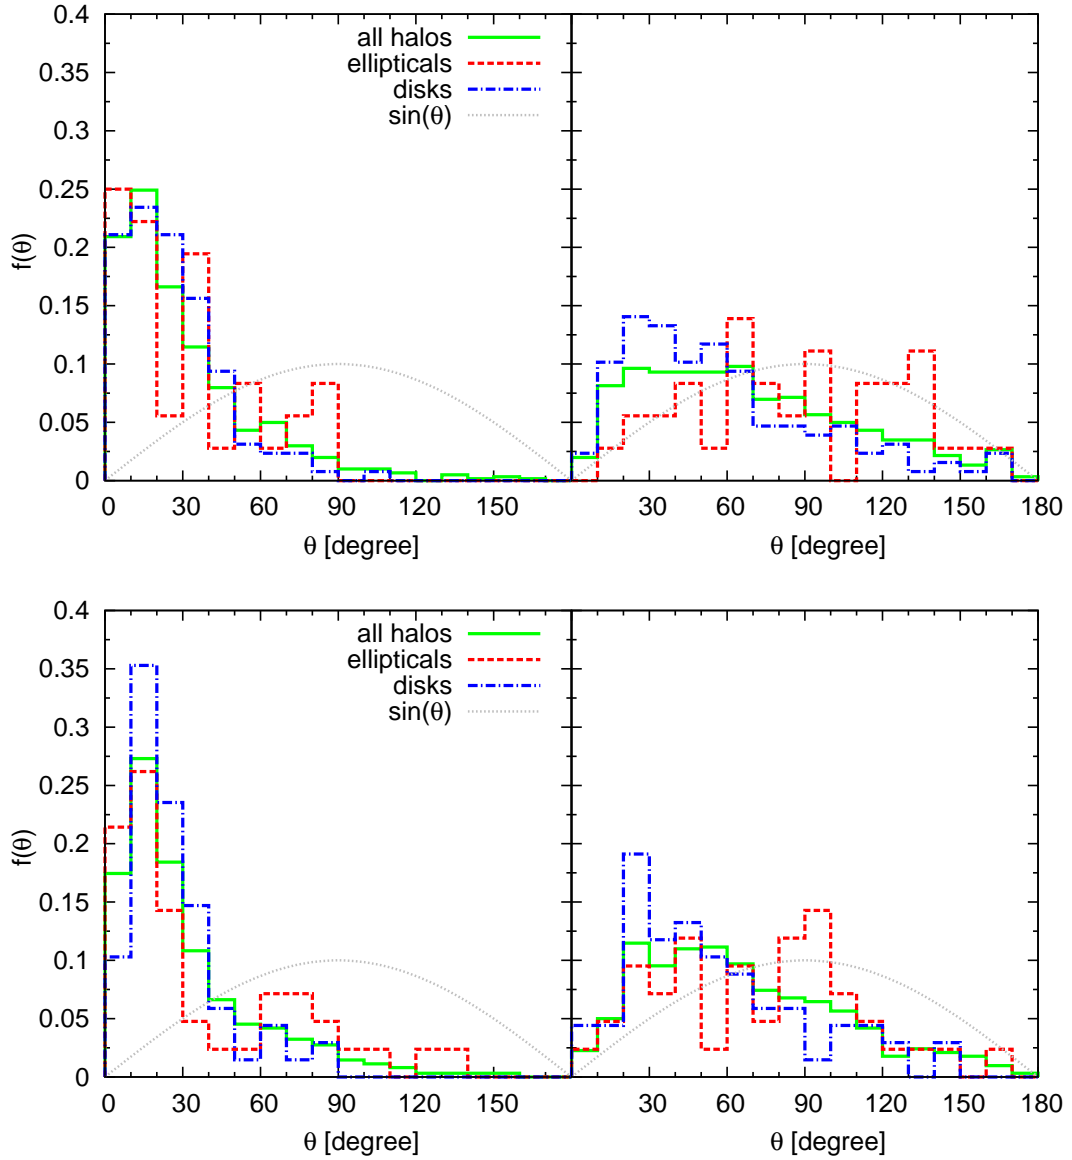 0.4
0.35
0.3
0.25
0.2
0.15
0.1
0.05
0
f(θ)
all halos
ellipticals
disks
sin(θ)
0 30 60 90 120 150
30 60 90 120 150 180
θ [degree]
θ [degree]
0.4
0.35
0.3
0.25
0.2
0.15
0.1
0.05
0
f(θ)
all halos
ellipticals
disks
sin(θ)
0 30 60 90 120 150
30 60 90 120 150 180
θ [degree]
θ [degree]